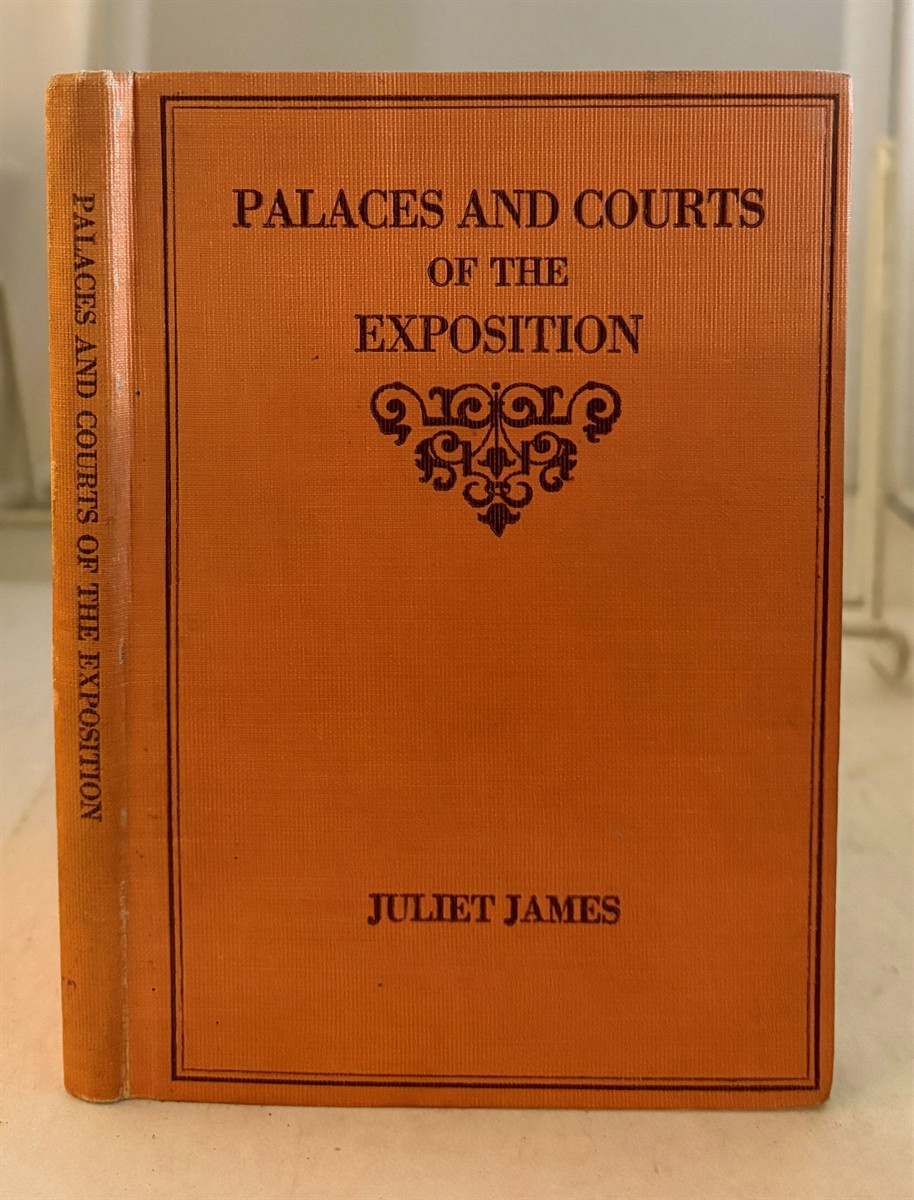 PALACES AND COURTS OF THE EXPOSITION
PALACES AND COURTS
OF THE
EXPOSITION
JULIET JAMES